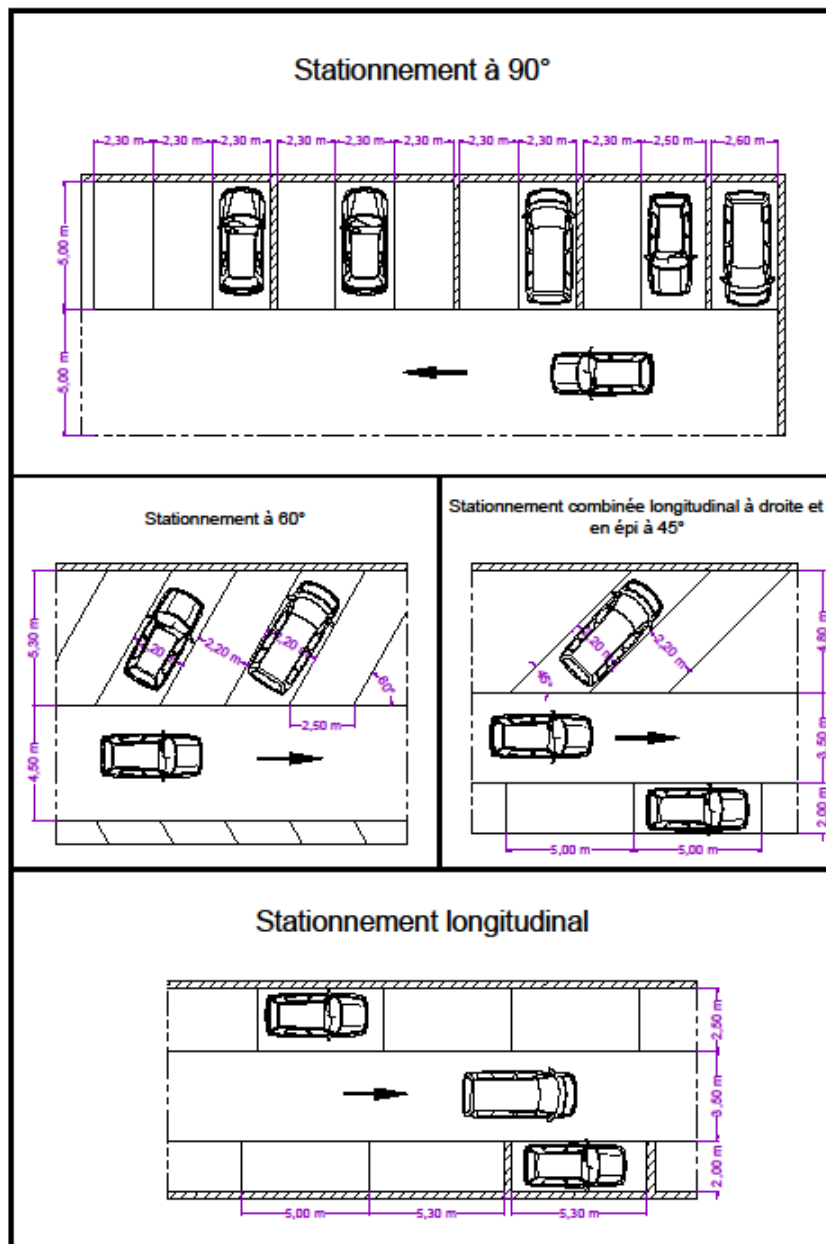 Stationnement à 90°
2,30 m 2,30 m 2,30 m 2,30 m 2,30 m 2,30 m 2,30 m 2,30 m 2,30 m 2,50 m 2,60 m
5,00 m
5,00 m
Stationnement à 60°
5,30 m
2,20 m
2,20 m
2,20 m
60°
2,50 m
4,50 m
Stationnement combinée longitudinal à droite et
en épi à 45°
4,80 m
2,20 m
2,20 m
45°
3,50 m
2,00 m
5,00 m 5,00 m
Stationnement longitudinal
2,50 m
3,50 m
2,00 m
5,00 m 5,30 m 5,30 m